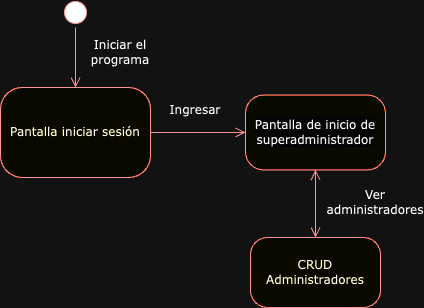 Iniciar el
programa
Pantalla iniciar sesión
Ingresar
Pantalla de inicio de
superadministrador
Ver
administradores
CRUD
Administradores